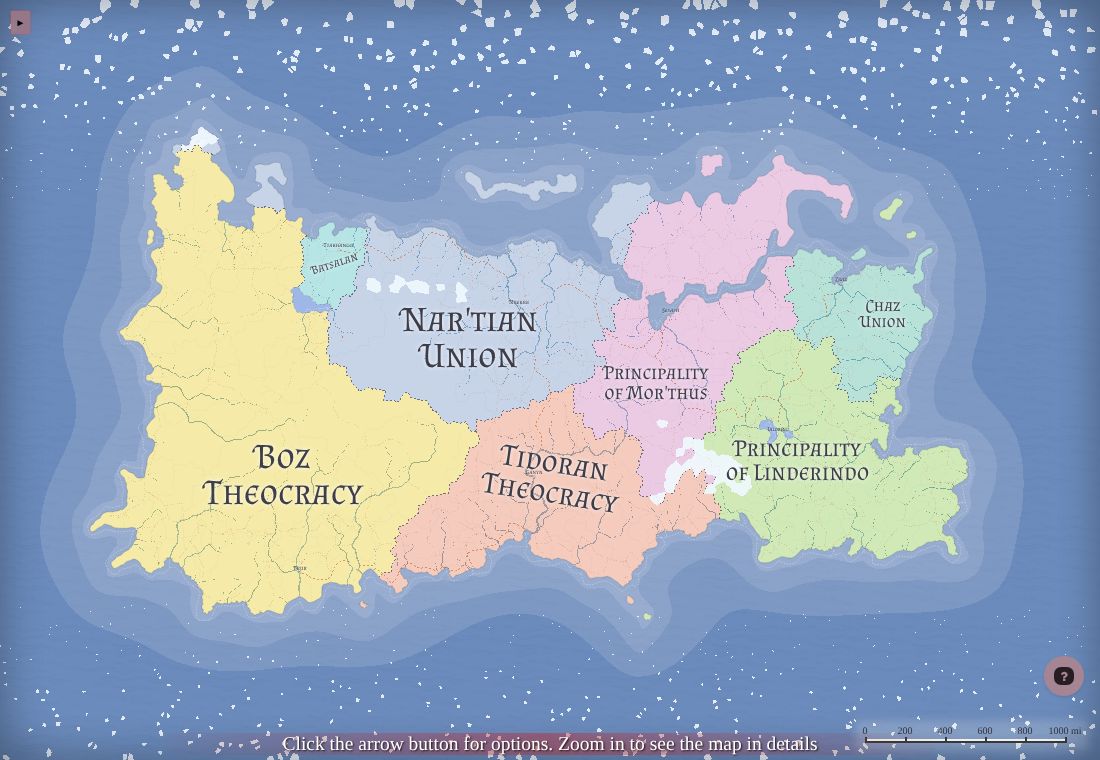 Batsalan
Nar'tian
Union
Chaz
Union
Principality
of Mor'thus
Boz
Theocracy
Tidoran
Theocracy
Principality
of Linderindo
?
0 200 400 600 800 1000 mi
Click the arrow button for options. Zoom in to see the map in details